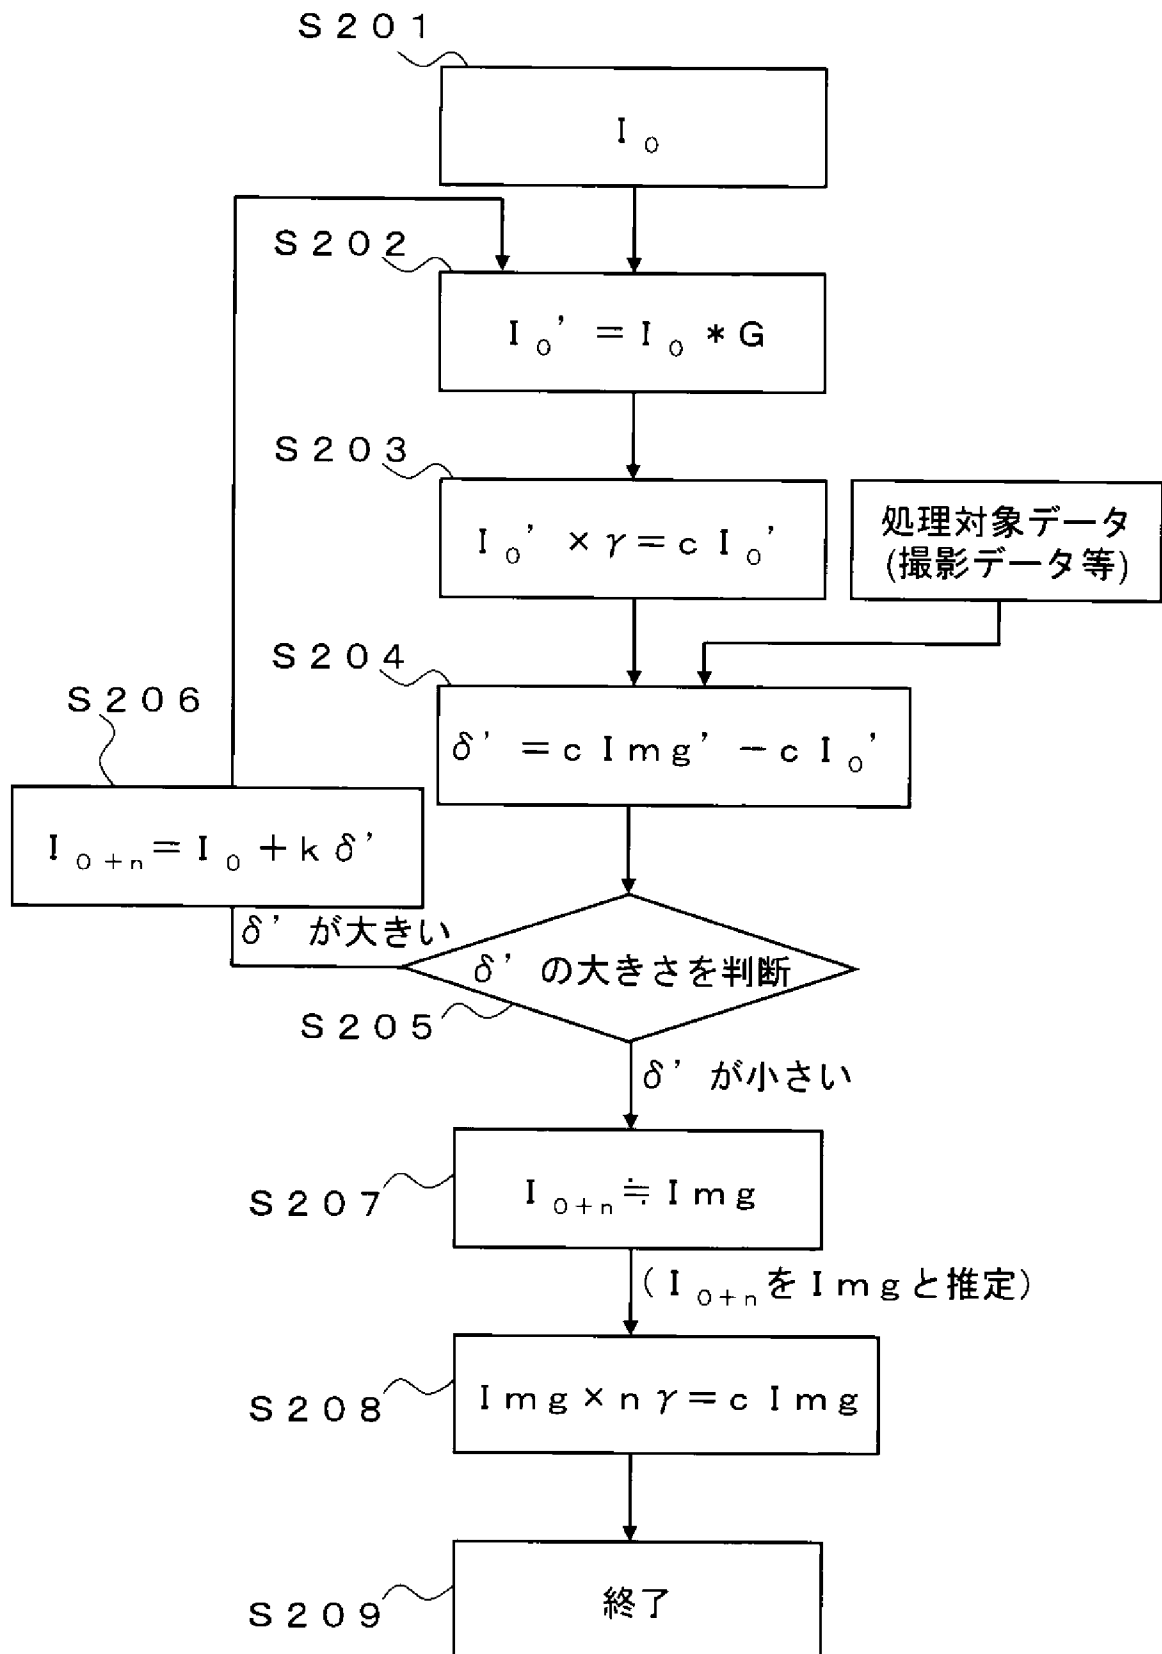 S201
I₀
S202
I₀' = I₀ * G
S203
I₀' × γ = c I₀'
処理対象データ
(撮影データ等)
S204
δ' = c Img' − c I₀'
S206
I₀₊ₙ = I₀ + k δ'
δ' が大きい
δ' の大きさを判断
S205
δ' が小さい
S207
I₀₊ₙ ≒ Img
(I₀₊ₙ を Img と推定)
S208
Img × n γ = c Img
S209
終了